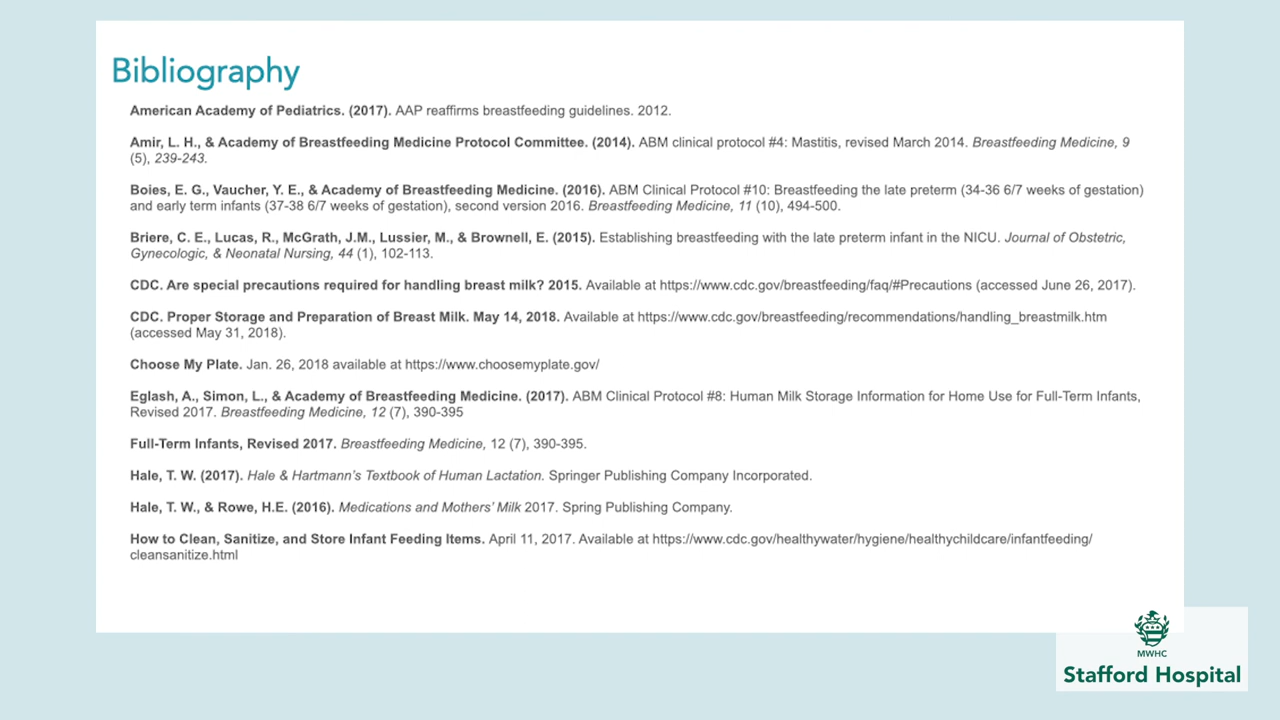 Bibliography
American Academy of Pediatrics. (2017). AAP reaffirms breastfeeding guidelines. 2012.
Amir, L. H., & Academy of Breastfeeding Medicine Protocol Committee. (2014). ABM clinical protocol #4: Mastitis, revised March 2014. Breastfeeding Medicine, 9
(5), 239-243.
Boies, E. G., Vaucher, Y. E., & Academy of Breastfeeding Medicine. (2016). ABM Clinical Protocol #10: Breastfeeding the late preterm (34-36 6/7 weeks of gestation)
and early term infants (37-38 6/7 weeks of gestation), second version 2016. Breastfeeding Medicine, 11 (10), 494-500.
Briere, C. E., Lucas, R., McGrath, J.M., Lussier, M., & Brownell, E. (2015). Establishing breastfeeding with the late preterm infant in the NICU. Journal of Obstetric,
Gynecologic, & Neonatal Nursing, 44 (1), 102-113.
CDC. Are special precautions required for handling breast milk? 2015. Available at https://www.cdc.gov/breastfeeding/faq/#Precautions (accessed June 26, 2017).
CDC. Proper Storage and Preparation of Breast Milk. May 14, 2018. Available at https://www.cdc.gov/breastfeeding/recommendations/handling_breastmilk.htm
(accessed May 31, 2018).
Choose My Plate. Jan. 26, 2018 available at https://www.choosemyplate.gov/
Eglash, A., Simon, L., & Academy of Breastfeeding Medicine. (2017). ABM Clinical Protocol #8: Human Milk Storage Information for Home Use for Full-Term Infants,
Revised 2017. Breastfeeding Medicine, 12 (7), 390-395
Full-Term Infants, Revised 2017. Breastfeeding Medicine, 12 (7), 390-395.
Hale, T. W. (2017). Hale & Hartmann's Textbook of Human Lactation. Springer Publishing Company Incorporated.
Hale, T. W., & Rowe, H.E. (2016). Medications and Mothers' Milk 2017. Spring Publishing Company.
How to Clean, Sanitize, and Store Infant Feeding Items. April 11, 2017. Available at https://www.cdc.gov/healthywater/hygiene/healthychildcare/infantfeeding/
cleansanitize.html
MWHC
Stafford Hospital